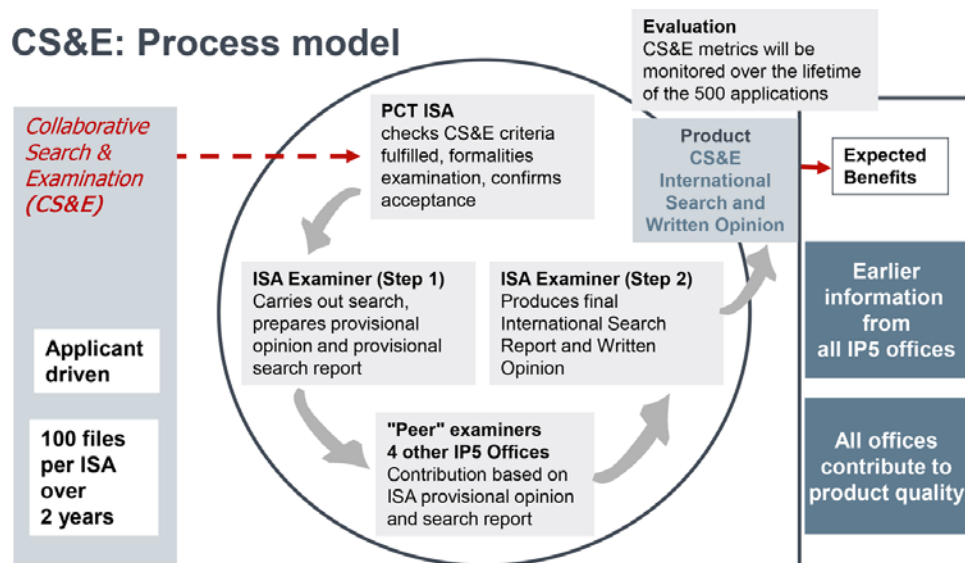 CS&E: Process model
Collaborative
Search &
Examination
(CS&E)
Applicant
driven
100 files
per ISA
over
2 years
PCT ISA
checks CS&E criteria
fulfilled, formalities
examination, confirms
acceptance
ISA Examiner (Step 1)
Carries out search,
prepares provisional
opinion and provisional
search report
"Peer" examiners
4 other IP5 Offices
Contribution based on
ISA provisional opinion
and search report
ISA Examiner (Step 2)
Produces final
International Search
Report and Written
Opinion
Product
CS&E
International
Search and
Written Opinion
Evaluation
CS&E metrics will be
monitored over the lifetime
of the 500 applications
Expected
Benefits
Earlier
information
from
all IP5 offices
All offices
contribute to
product quality